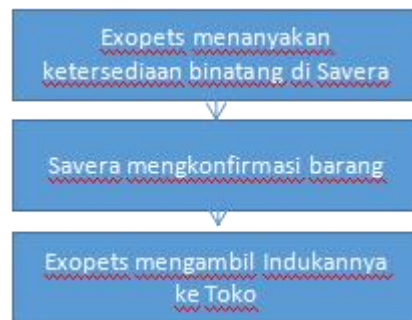 Exopets menanyakan
ketersediaan binatang di Savera
Savera mengkonfirmasi barang
Exopets mengambil Indukannya
ke Toko